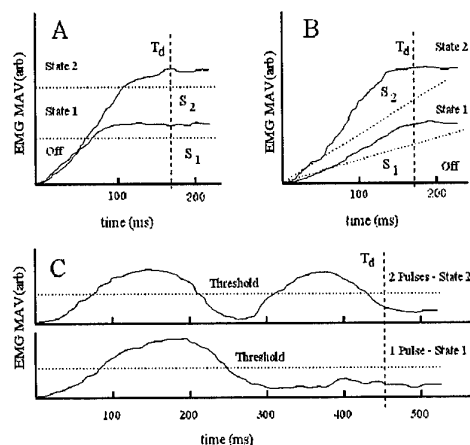 A
T_d
State 2
S_2
State 1
Off
S_1
EMG MAV (arb)
100
200
time (ms)
B
T_d
State 2
S_2
State 1
S_1
Off
EMG MAV (arb)
100
200
time (ms)
C
T_d
Threshold
2 Pulses - State 2
Threshold
1 Pulse - State 1
EMG MAV (arb)
100
200
300
400
500
time (ms)